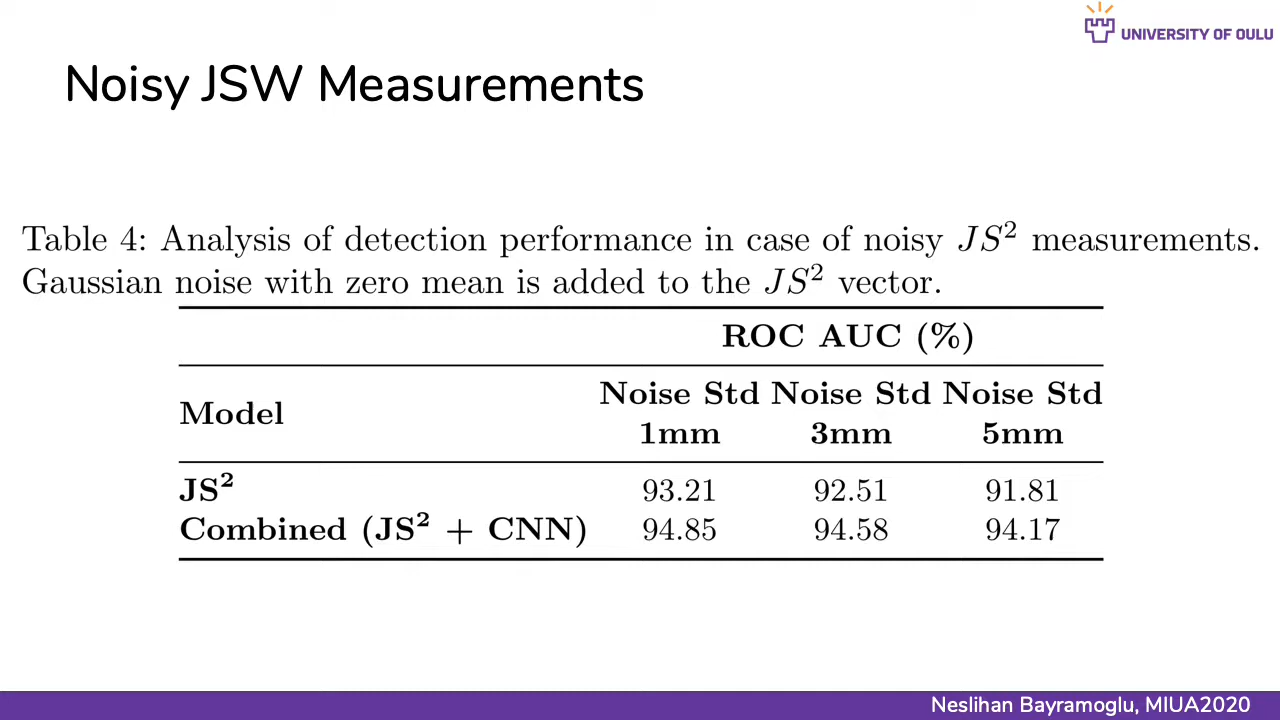 UNIVERSITY OF OULU
Noisy JSW Measurements
Table 4: Analysis of detection performance in case of noisy JS² measurements.
Gaussian noise with zero mean is added to the JS² vector.
ROC AUC (%)
Model Noise Std 1mm Noise Std 3mm Noise Std 5mm
JS² 93.21 92.51 91.81
Combined (JS² + CNN) 94.85 94.58 94.17
Neslihan Bayramoglu, MIUA2020